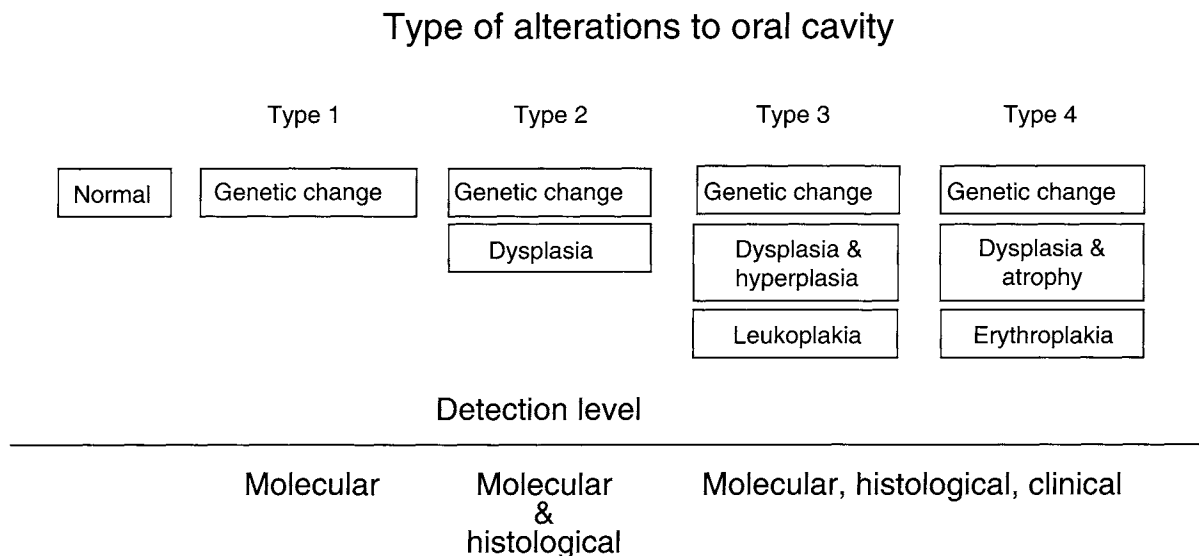 Type of alterations to oral cavity
Type 1
Type 2
Type 3
Type 4
Normal
Genetic change
Genetic change
Genetic change
Genetic change
Dysplasia
Dysplasia &
hyperplasia
Dysplasia &
atrophy
Leukoplakia
Erythroplakia
Detection level
Molecular
Molecular
&
histological
Molecular, histological, clinical